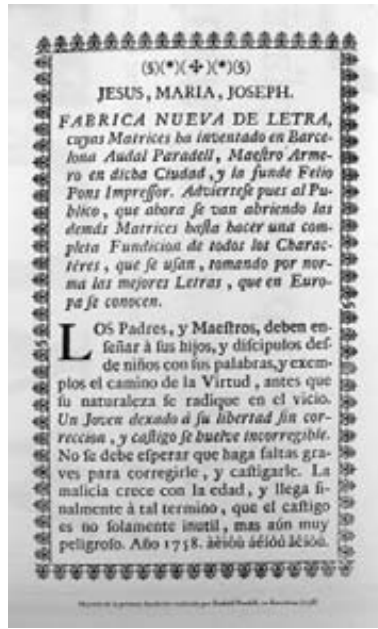 (§)(*)(✣)(*)(§)
JESUS, MARIA, JOSEPH.
FABRICA NUEVA DE LETRA,
cuyas Matrices ha inventado en Barce-
lona Audal Paradell, Maeſtro Arme-
ro en dicha Ciudad, y la funde Felio
Pons Impreſſor. Advierteſe pues al Pu-
blico, que ahora ſe van abriendo las
demás Matrices haſta hacer una com-
pleta Fundicion de todos los Charac-
téres, que ſe uſan, tomando por nor-
ma las mejores Letras, que en Euro-
pa ſe conocen.
LOS Padres, y Maeſtros, deben en-
ſeñar à ſus hijos, y diſcipulos deſ-
de niños con ſus palabras, y exem-
plos el camino de la Virtud, antes que
ſu naturaleza ſe radique en el vicio.
Un Joven dexado á ſu libertad ſin cor-
reccion, y caſtigo ſe buelve incorregible.
No ſe debe eſperar que haga faltas gra-
ves para corregirle, y caſtigarle. La
malicia crece con la edad, y llega fi-
nalmente à tal termino, que el caſtigo
es no ſolamente inutil, mas aún muy
peligroſo. Año 1758. àèìòù áéíóú âêîôû.